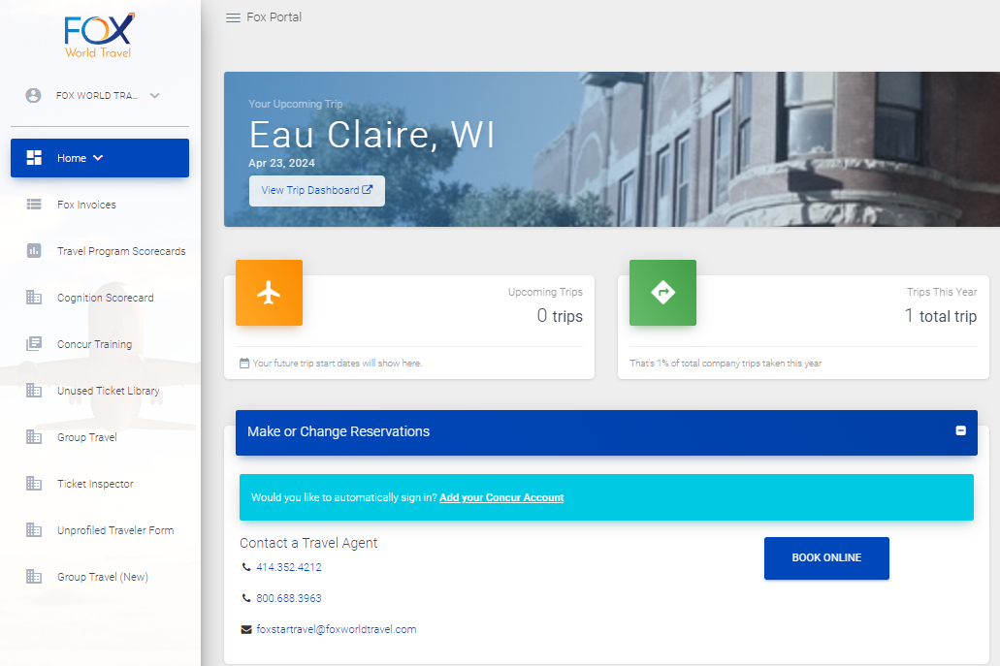 FOX
World Travel
FOX WORLD TRA...
Home
Fox Invoices
Travel Program Scorecards
Cognition Scorecard
Concur Training
Unused Ticket Library
Group Travel
Ticket Inspector
Unprofiled Traveler Form
Group Travel (New)
Fox Portal
Your Upcoming Trip
Eau Claire, WI
Apr 23, 2024
View Trip Dashboard
Upcoming Trips
0 trips
Your future trip start dates will show here.
Trips This Year
1 total trip
That's 1% of total company trips taken this year
Make or Change Reservations
Would you like to automatically sign in? Add your Concur Account
Contact a Travel Agent
414.352.4212
800.688.3963
foxstartravel@foxworldtravel.com
BOOK ONLINE